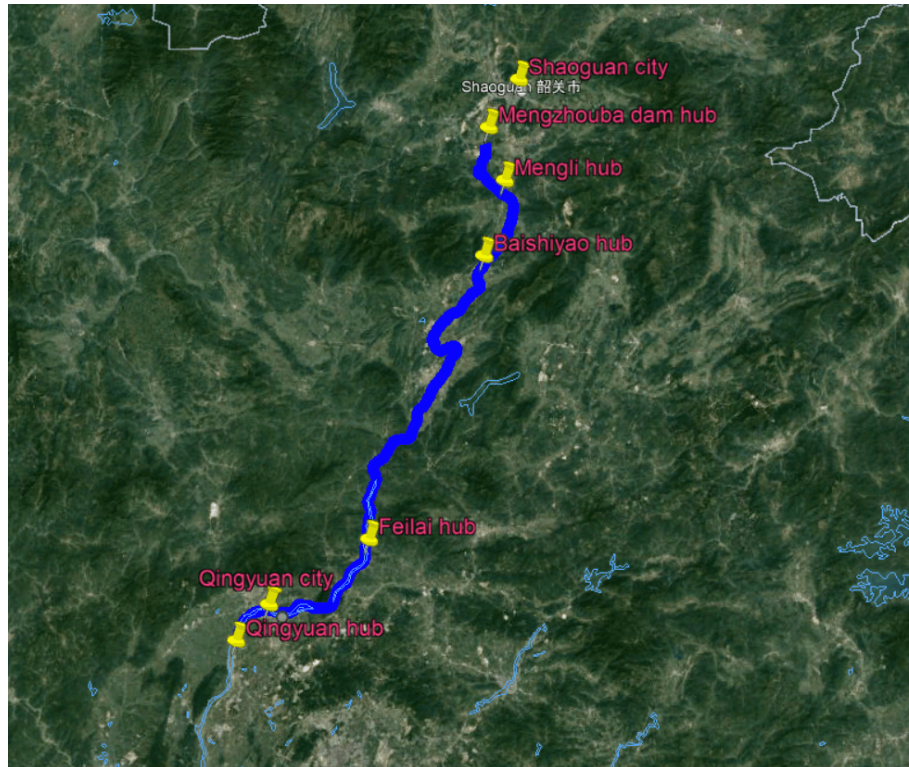 Shaoguan city
Shaoguan 韶关市
Mengzhouba dam hub
Mengli hub
Baishiyao hub
Feilai hub
Qingyuan city
Qingyuan hub